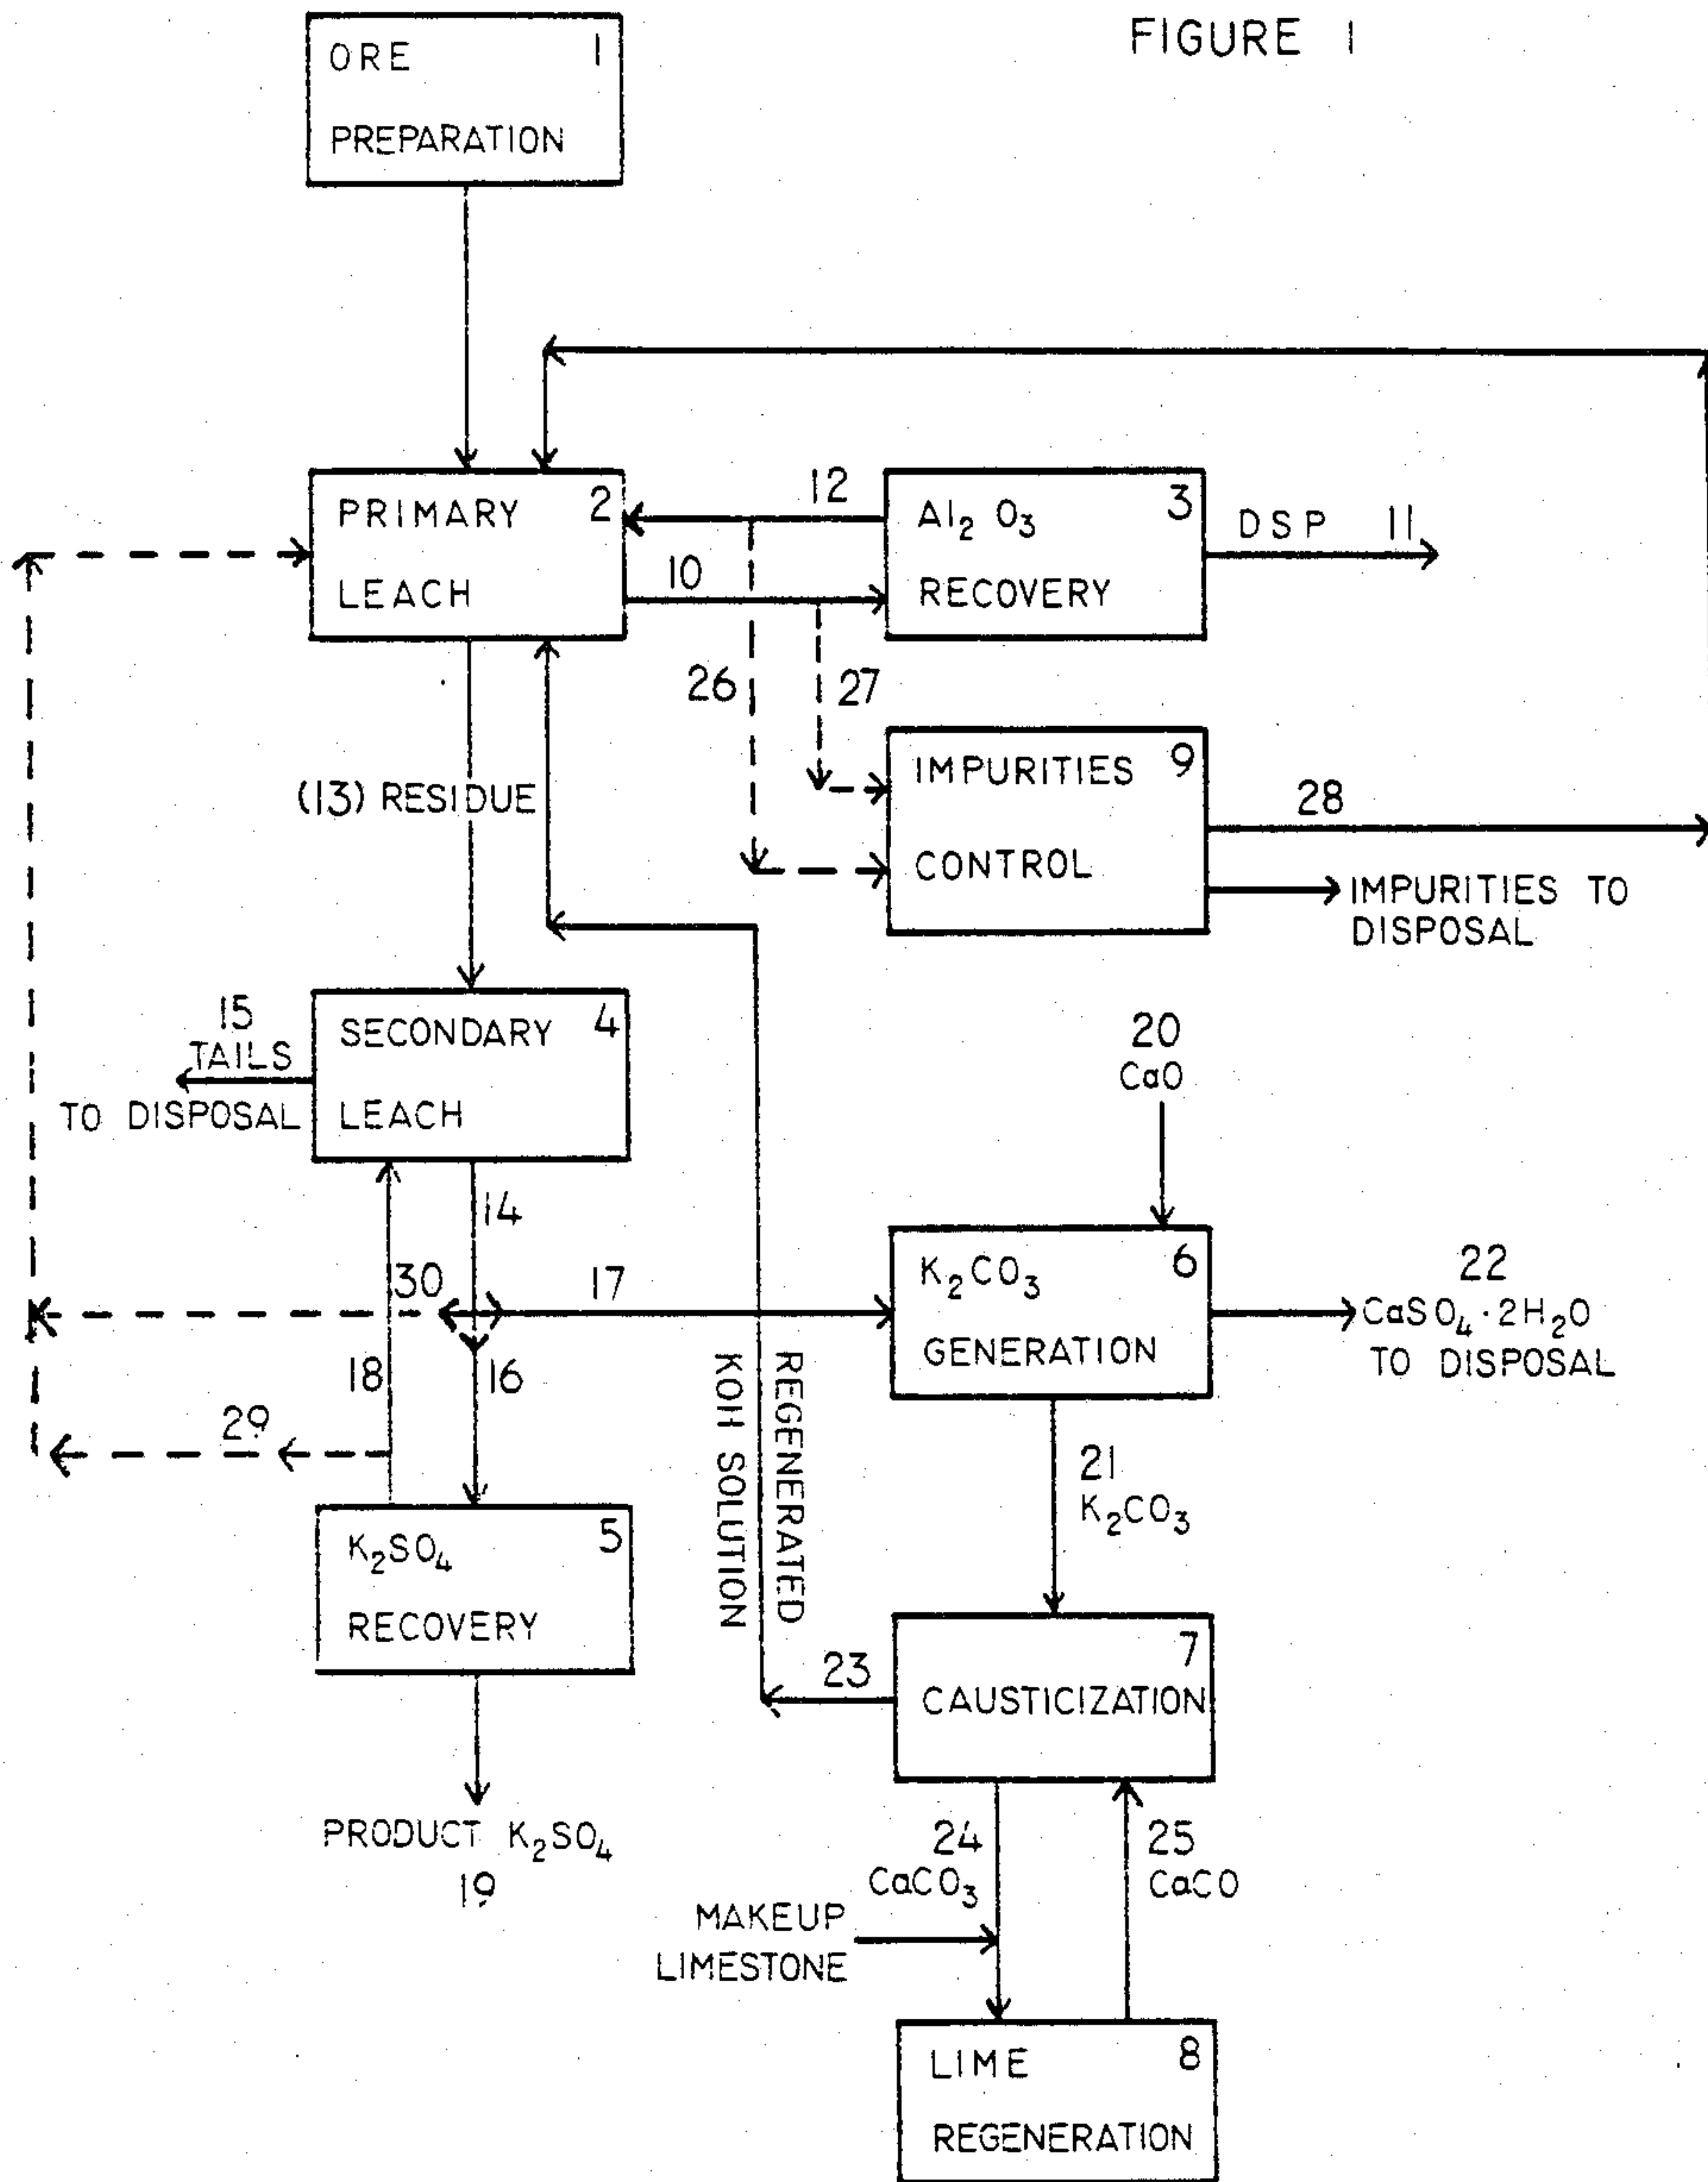 FIGURE 1
ORE 1
PREPARATION
PRIMARY 2
LEACH
12
10
Al₂ O₃ 3
RECOVERY
DSP 11
26
27
(13) RESIDUE
IMPURITIES 9
CONTROL
28
IMPURITIES TO
DISPOSAL
SECONDARY 4
LEACH
15
TAILS
TO DISPOSAL
20
CaO
14
30
17
K₂CO₃ 6
GENERATION
22
CaSO₄·2H₂O
TO DISPOSAL
18
16
29
REGENERATED
KOH SOLUTION
21
K₂CO₃
K₂SO₄ 5
RECOVERY
7
CAUSTICIZATION
23
PRODUCT K₂SO₄
19
24
CaCO₃
25
CaCO
MAKEUP
LIMESTONE
LIME 8
REGENERATION